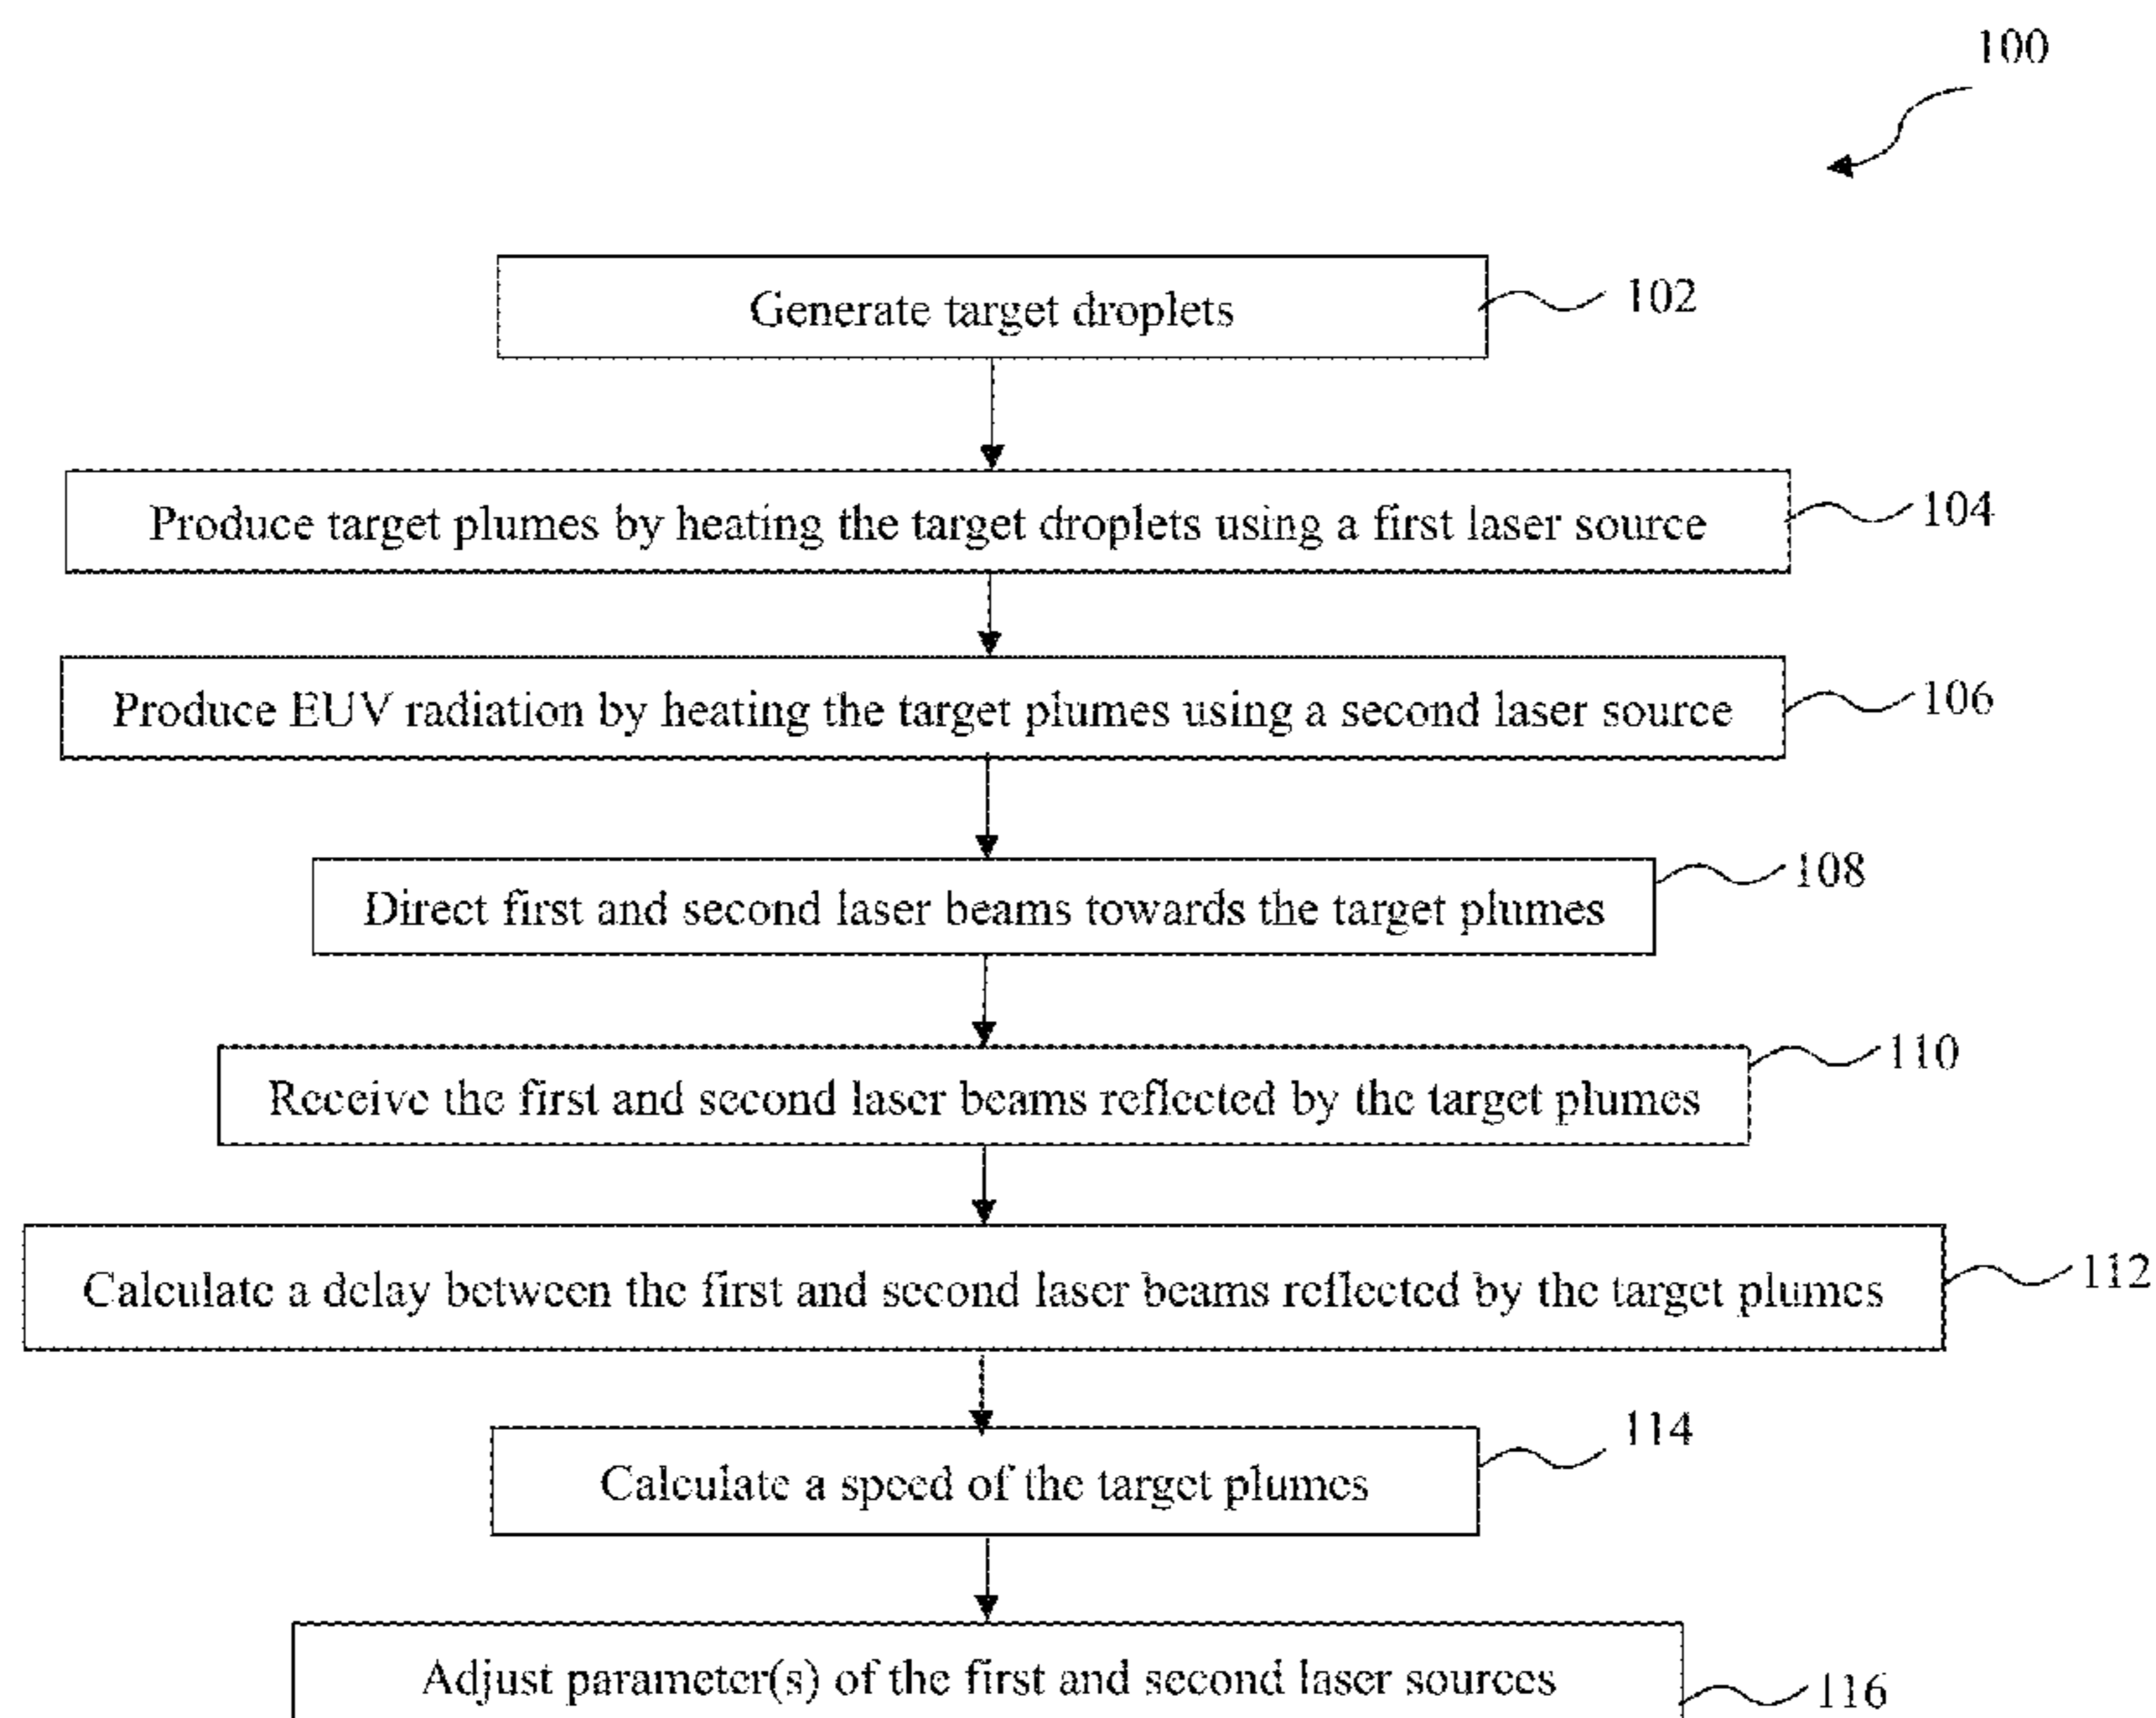 100
Generate target droplets
102
Produce target plumes by heating the target droplets using a first laser source
104
Produce EUV radiation by heating the target plumes using a second laser source
106
Direct first and second laser beams towards the target plumes
108
Receive the first and second laser beams reflected by the target plumes
110
Calculate a delay between the first and second laser beams reflected by the target plumes
112
Calculate a speed of the target plumes
114
Adjust parameter(s) of the first and second laser sources
116